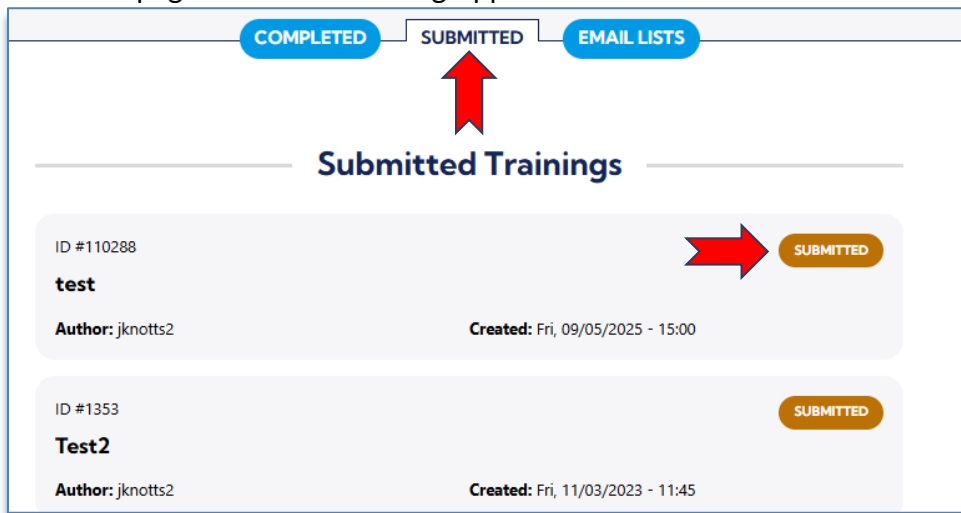 COMPLETED SUBMITTED EMAIL LISTS
Submitted Trainings
ID #110288 SUBMITTED
test
Author: jknotts2 Created: Fri, 09/05/2025 - 15:00
ID #1353 SUBMITTED
Test2
Author: jknotts2 Created: Fri, 11/03/2023 - 11:45